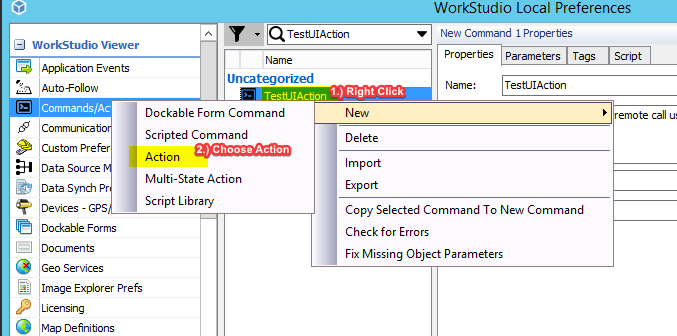 WorkStudio Local Preferences
WorkStudio Viewer
Application Events
Auto-Follow
Commands/Ac
Communication
Custom Prefer
Data Source M
Data Synch Pr
Devices - GPS/
Dockable Forms
Documents
Geo Services
Image Explorer Prefs
Licensing
Map Definitions
TestUIAction
Name
Uncategorized
TestUIAction
1.) Right Click
New Command 1 Properties
Properties
Parameters
Tags
Script
Name:
TestUIAction
remote call us
Dockable Form Command
Scripted Command
Action
2.) Choose Action
Multi-State Action
Script Library
New
Delete
Import
Export
Copy Selected Command To New Command
Check for Errors
Fix Missing Object Parameters